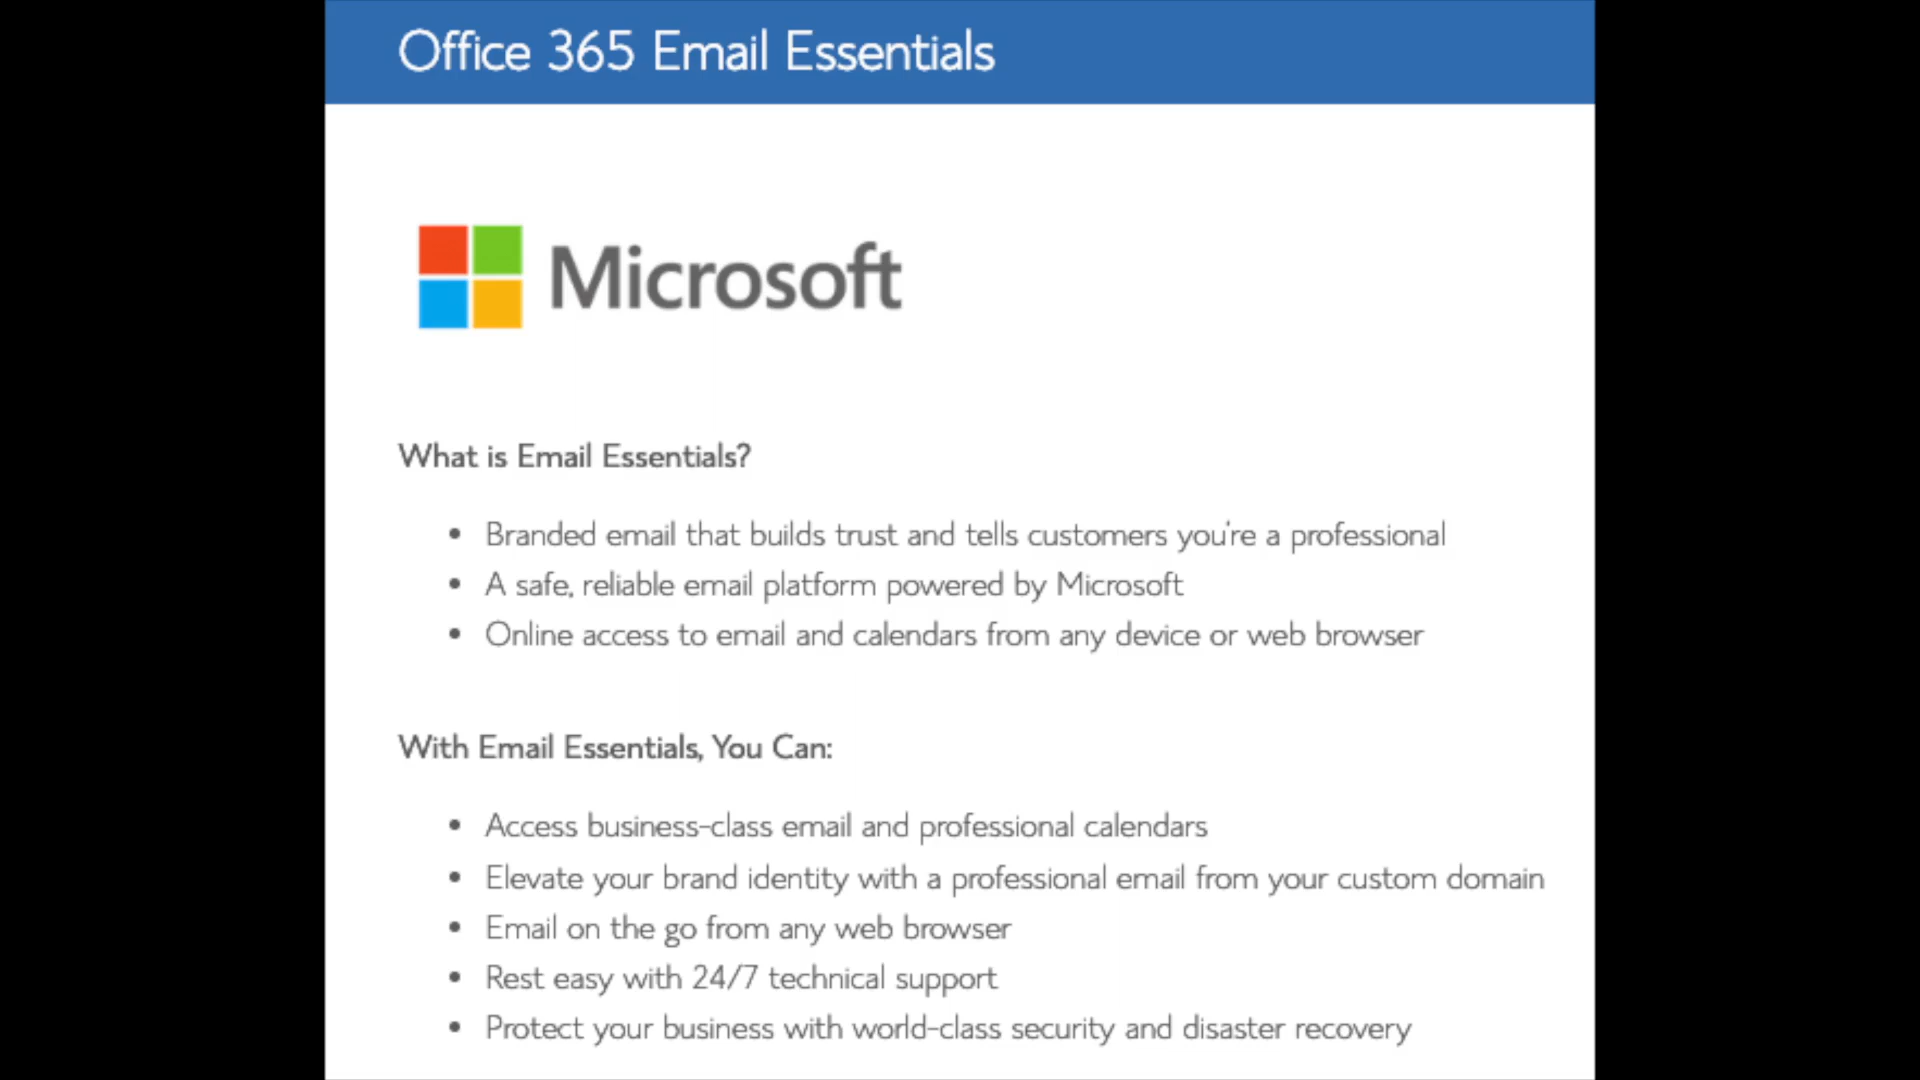 Office 365 Email Essentials
Microsoft
What is Email Essentials?
• Branded email that builds trust and tells customers you're a professional
• A safe, reliable email platform powered by Microsoft
• Online access to email and calendars from any device or web browser
With Email Essentials, You Can:
• Access business-class email and professional calendars
• Elevate your brand identity with a professional email from your custom domain
• Email on the go from any web browser
• Rest easy with 24/7 technical support
• Protect your business with world-class security and disaster recovery